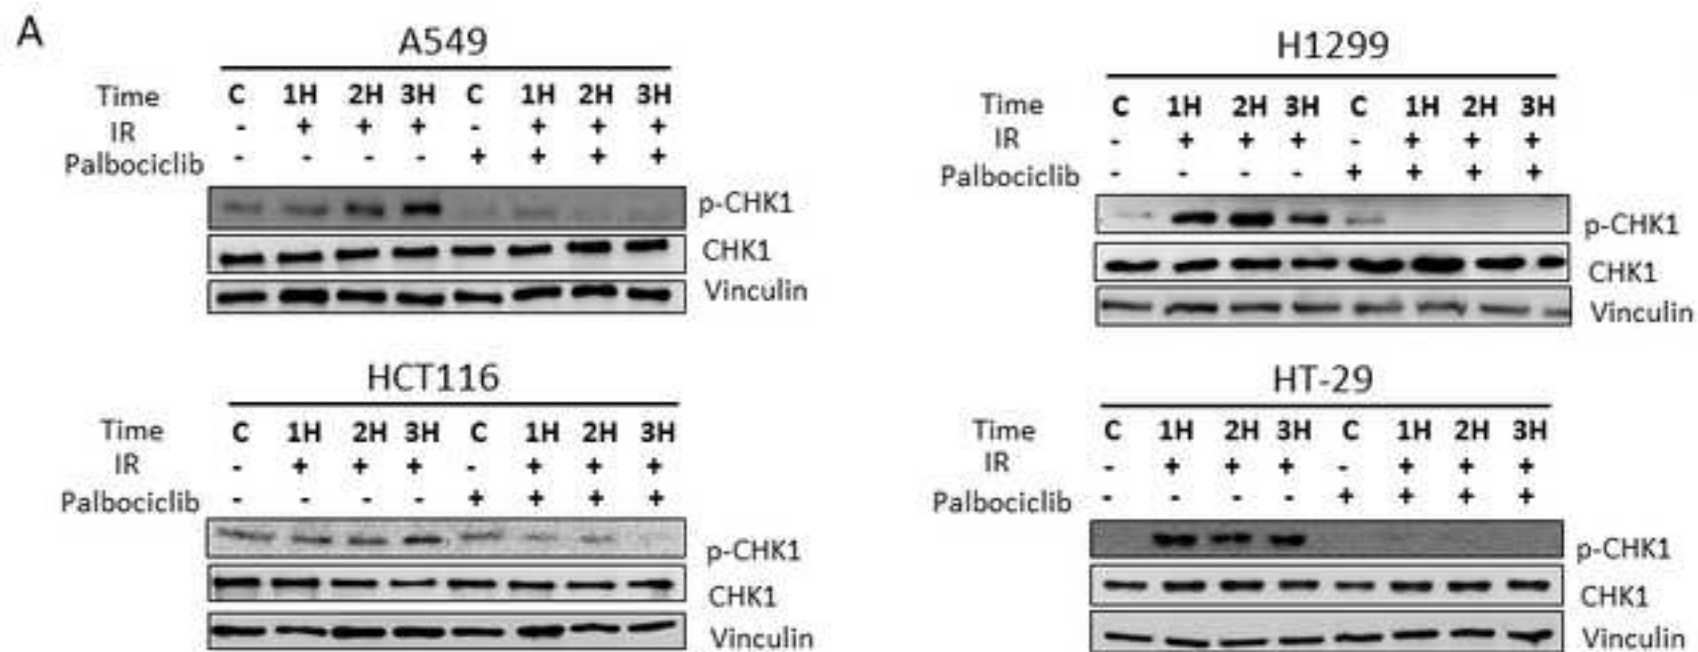 A
A549
Time C 1H 2H 3H C 1H 2H 3H
IR - + + + - + + +
Palbociclib - - - - + + + +
p-CHK1
CHK1
Vinculin
H1299
Time C 1H 2H 3H C 1H 2H 3H
IR - + + + - + + +
Palbociclib - - - - + + + +
p-CHK1
CHK1
Vinculin
HCT116
Time C 1H 2H 3H C 1H 2H 3H
IR - + + + - + + +
Palbociclib - - - - + + + +
p-CHK1
CHK1
Vinculin
HT-29
Time C 1H 2H 3H C 1H 2H 3H
IR - + + + - + + +
Palbociclib - - - - + + + +
p-CHK1
CHK1
Vinculin